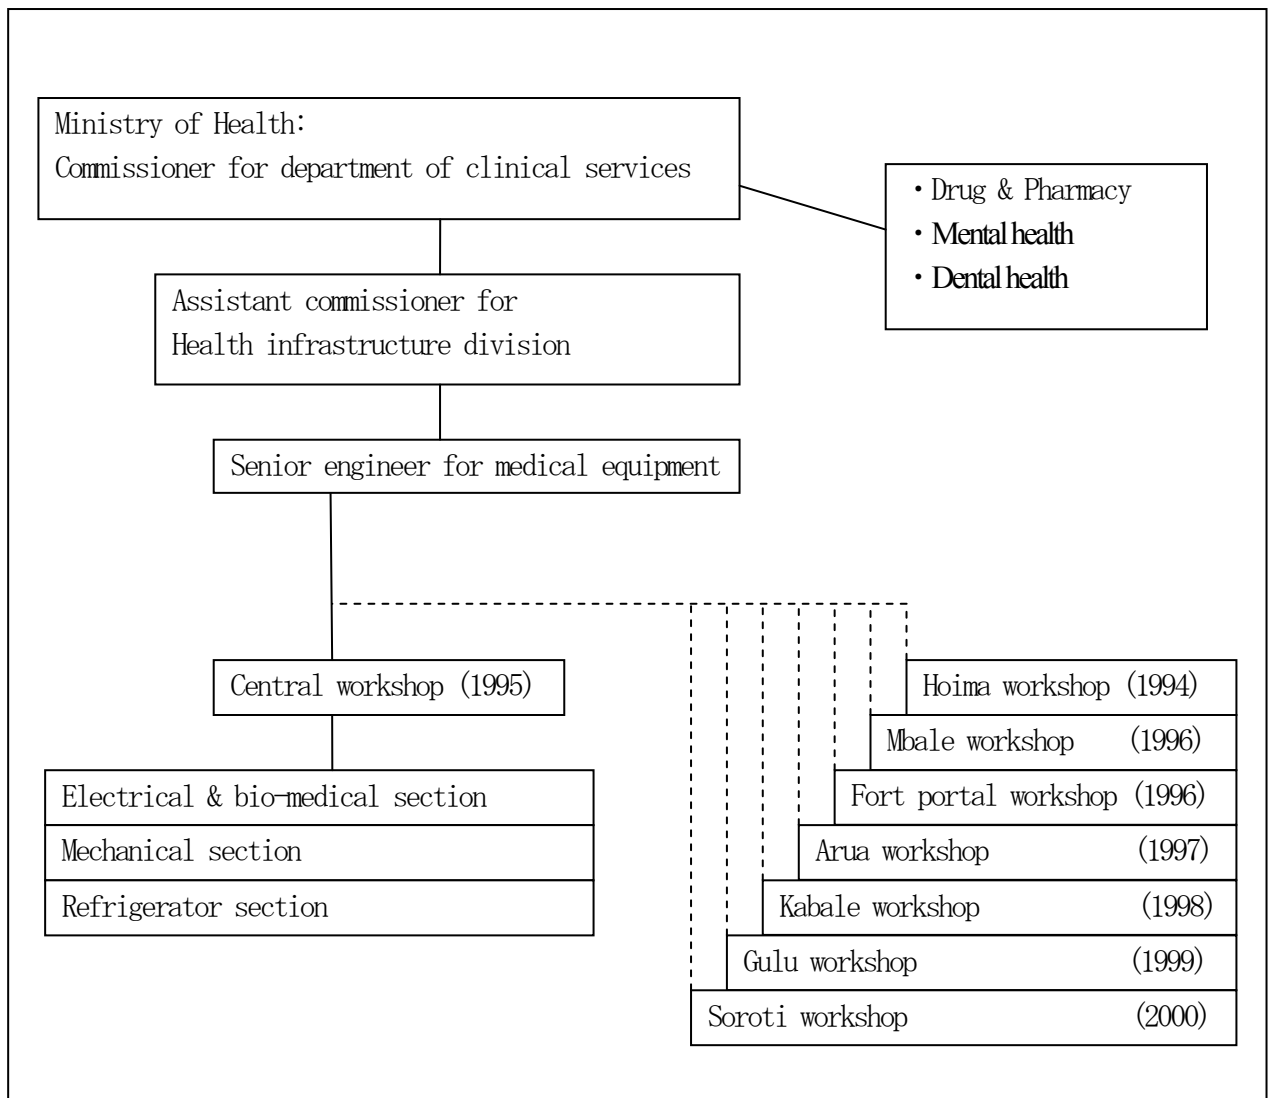 Ministry of Health:
Commissioner for department of clinical services
・Drug & Pharmacy
・Mental health
・Dental health
Assistant commissioner for
Health infrastructure division
Senior engineer for medical equipment
Central workshop (1995)
Electrical & bio-medical section
Mechanical section
Refrigerator section
Hoima workshop (1994)
Mbale workshop (1996)
Fort portal workshop (1996)
Arua workshop (1997)
Kabale workshop (1998)
Gulu workshop (1999)
Soroti workshop (2000)